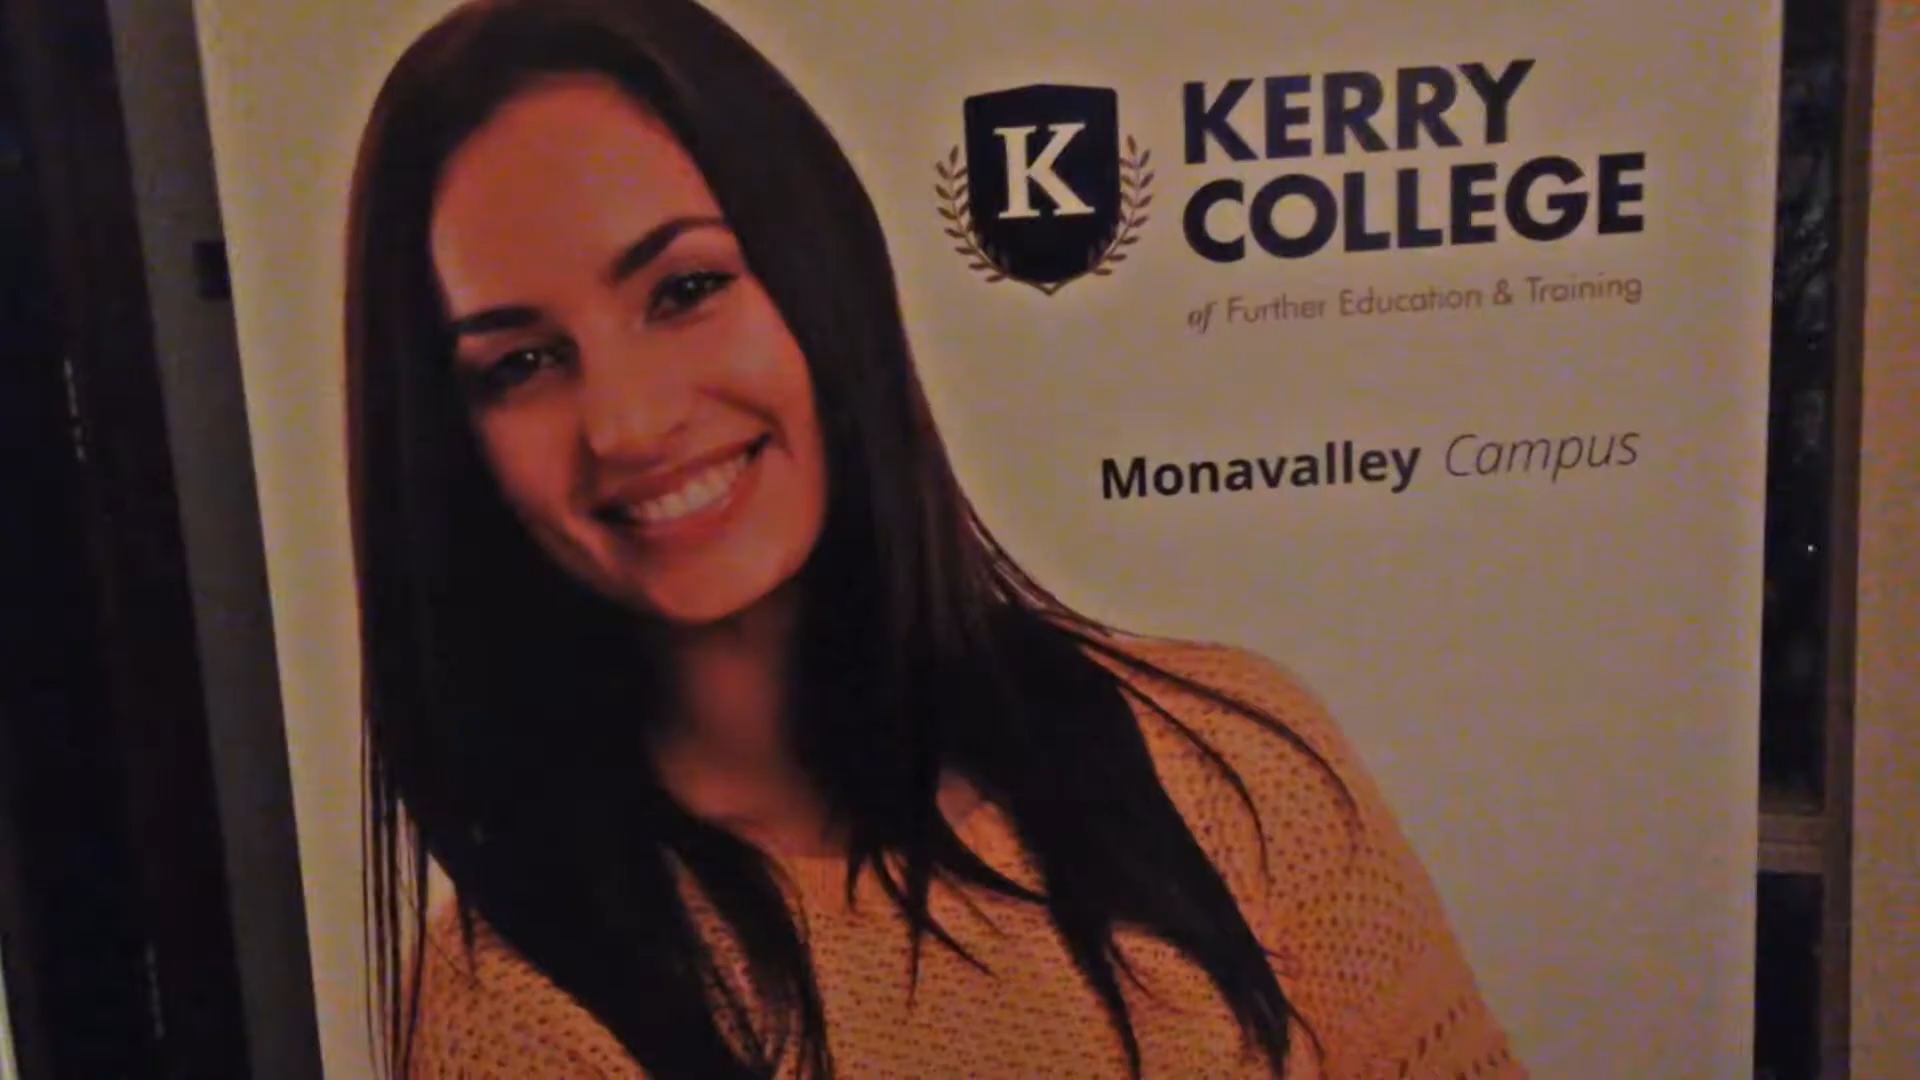 K
KERRY
COLLEGE
of Further Education & Training
Monavalley Campus